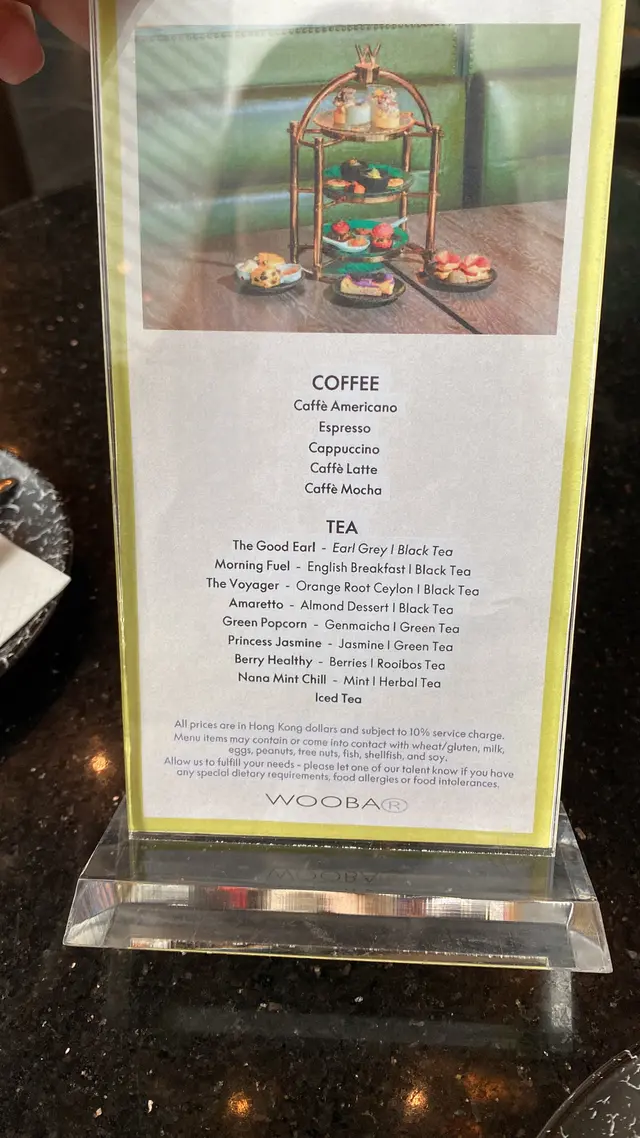 COFFEE
Caffè Americano
Espresso
Cappuccino
Caffè Latte
Caffè Mocha
TEA
The Good Earl - Earl Grey | Black Tea
Morning Fuel - English Breakfast | Black Tea
The Voyager - Orange Root Ceylon | Black Tea
Amaretto - Almond Dessert | Black Tea
Green Popcorn - Genmaicha | Green Tea
Princess Jasmine - Jasmine | Green Tea
Berry Healthy - Berries | Rooibos Tea
Nana Mint Chill - Mint | Herbal Tea
Iced Tea
All prices are in Hong Kong dollars and subject to 10% service charge.
Menu items may contain or come into contact with wheat/gluten, milk,
eggs, peanuts, tree nuts, fish, shellfish, and soy.
Allow us to fulfill your needs - please let one of our talent know if you have
any special dietary requirements, food allergies or food intolerances.
WOOBAR